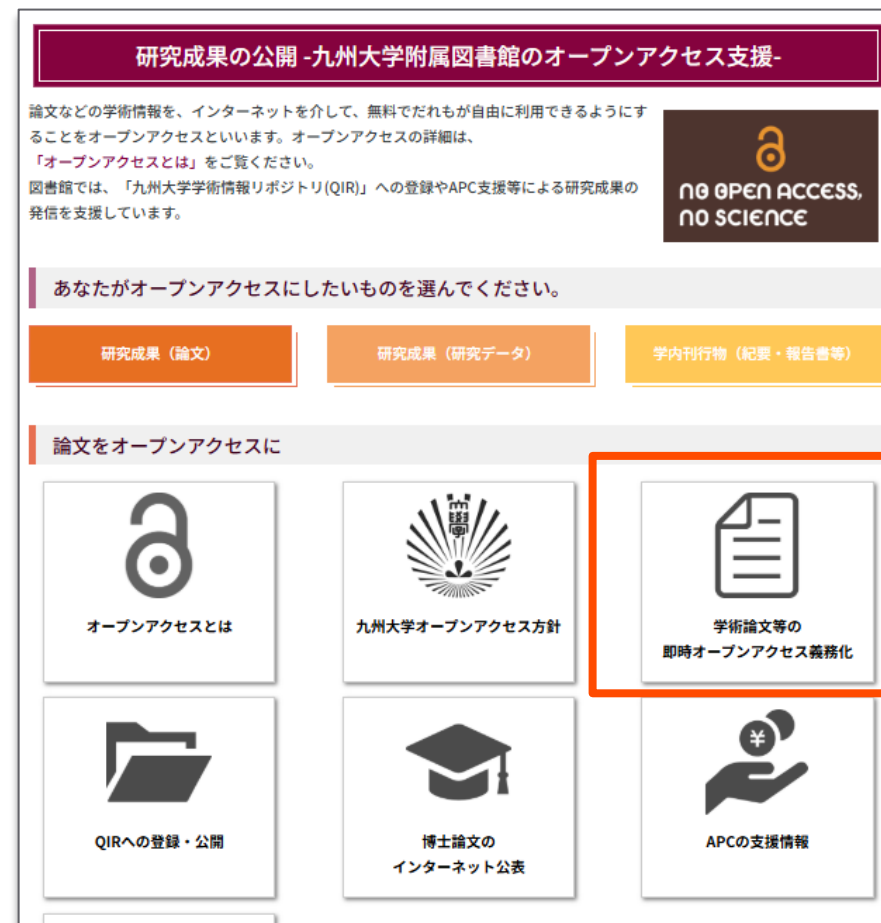 研究成果の公開 -九州大学附属図書館のオープンアクセス支援-
論文などの学術情報を、インターネットを介して、無料でだれもが自由に利用できるようにす
ることをオープンアクセスといいます。オープンアクセスの詳細は、
「オープンアクセスとは」をご覧ください。
図書館では、「九州大学学術情報リポジトリ(QIR)」への登録やAPC支援等による研究成果の
発信を支援しています。
NO OPEN ACCESS,
NO SCIENCE
あなたがオープンアクセスにしたいものを選んでください。
研究成果（論文）
研究成果（研究データ）
学内刊行物（紀要・報告書等）
論文をオープンアクセスに
大學
オープンアクセスとは
九州大学オープンアクセス方針
学術論文等の
即時オープンアクセス義務化
¥
QIRへの登録・公開
博士論文の
インターネット公表
APCの支援情報